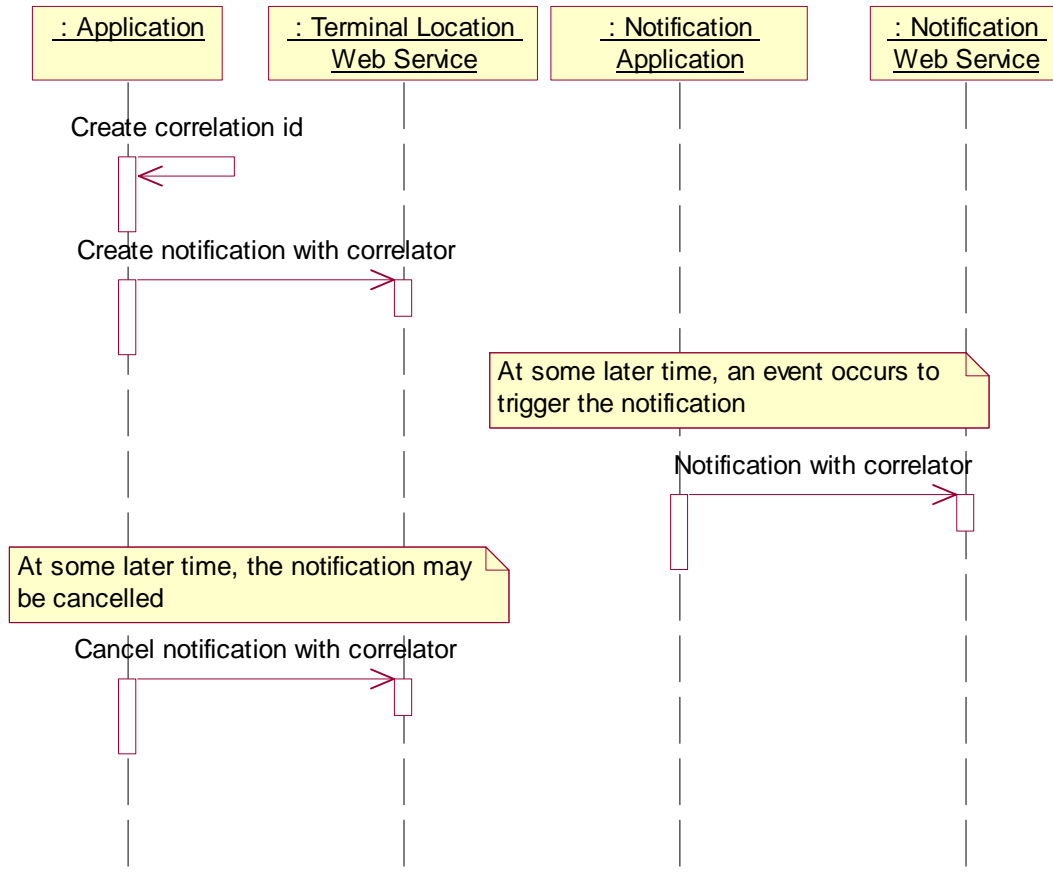 : Application
: Terminal Location
Web Service
: Notification
Application
: Notification
Web Service
Create correlation id
Create notification with correlator
At some later time, an event occurs to
trigger the notification
Notification with correlator
At some later time, the notification may
be cancelled
Cancel notification with correlator